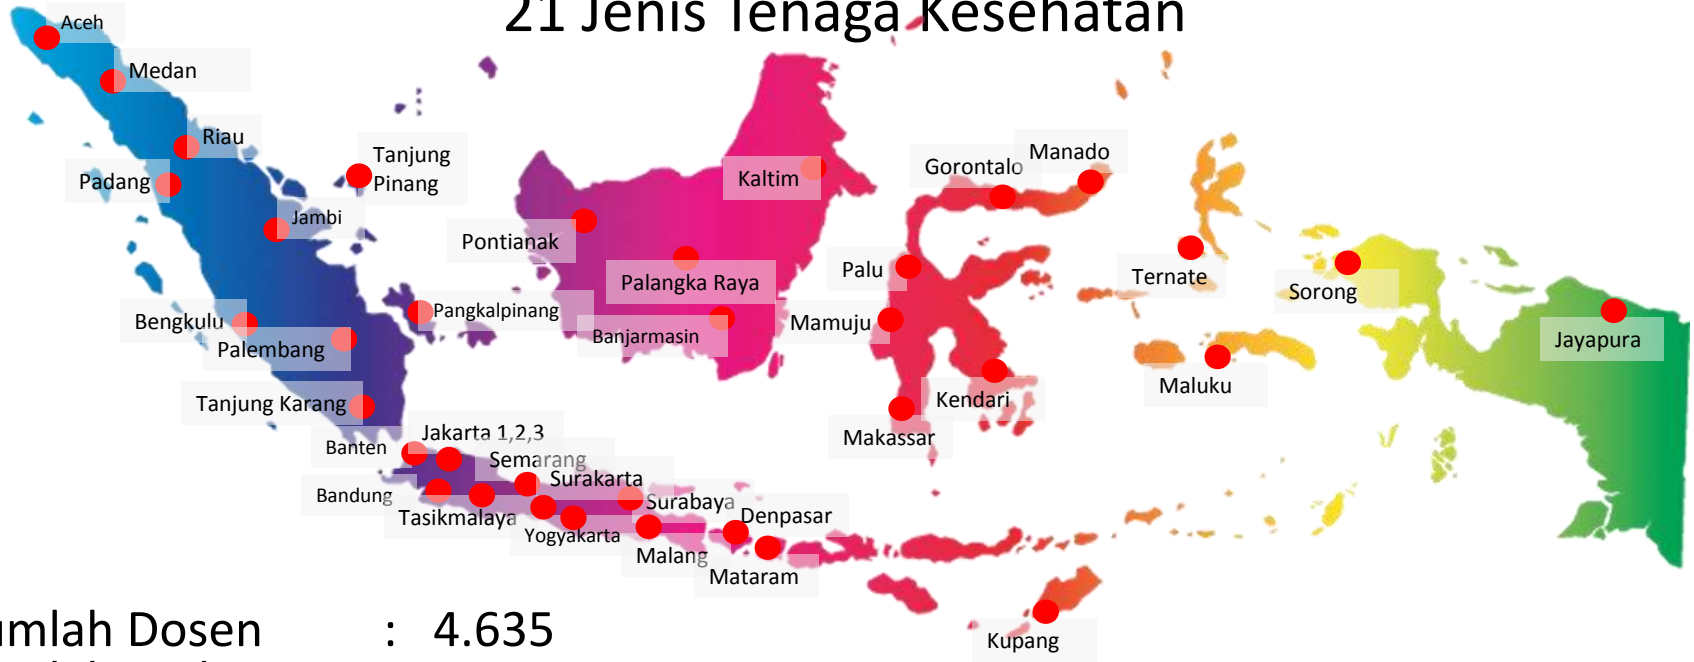 21 Jenis Tenaga Kesehatan
Aceh
Medan
Riau
Padang
Tanjung
Pinang
Jambi
Bengkulu
Palembang
Pangkalpinang
Tanjung Karang
Banten
Jakarta 1,2,3
Semarang
Bandung
Surakarta
Tasikmalaya
Surabaya
Yogyakarta
Denpasar
Malang
Mataram
Pontianak
Kaltim
Palangka Raya
Banjarmasin
Gorontalo
Manado
Palu
Mamuju
Kendari
Makassar
Ternate
Sorong
Maluku
Jayapura
Kupang
umlah Dosen : 4.635